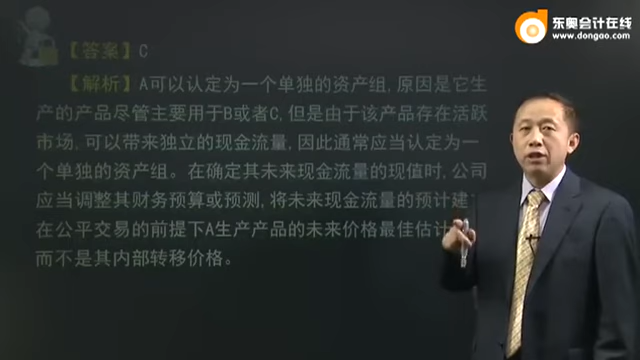 东奥会计在线
www.dongao.com
【答案】C
【解析】A可以认定为一个单独的资产组,原因是它生
产的产品尽管主要用于B或者C,但是由于该产品存在活跃
市场,可以带来独立的现金流量,因此通常应当认定为一
个单独的资产组。在确定其未来现金流量的现值时,公司
应当调整其财务预算或预测,将未来现金流量的预计建
在公平交易的前提下A生产产品的未来价格最佳估计
而不是其内部转移价格。